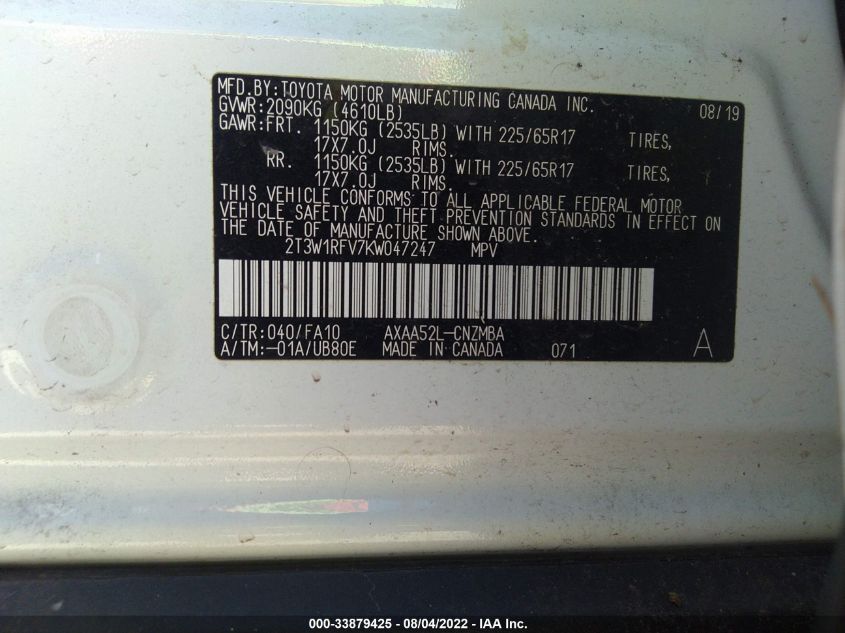 MFD.BY:TOYOTA MOTOR MANUFACTURING CANADA INC. 08/19
GVWR:2090KG (4610LB)
GAWR:FRT. 1150KG (2535LB) WITH 225/65R17 TIRES,
17X7.0J RIMS.
RR. 1150KG (2535LB) WITH 225/65R17 TIRES,
17X7.0J RIMS.
THIS VEHICLE CONFORMS TO ALL APPLICABLE FEDERAL MOTOR
VEHICLE SAFETY AND THEFT PREVENTION STANDARDS IN EFFECT ON
THE DATE OF MANUFACTURE SHOWN ABOVE.
2T3W1RFV7KW047247 MPV
C/TR:040/FA10 AXAA52L-CNZMBA
A/TM:-01A/UB80E MADE IN CANADA 071 A
000-33879425 - 08/04/2022 - IAA Inc.